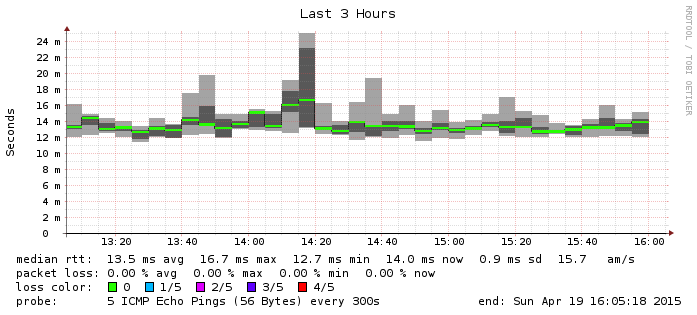 Last 3 Hours
RRDTOOL / TOBI OETIKER
Seconds
24 m
22 m
20 m
18 m
16 m
14 m
12 m
10 m
8 m
6 m
4 m
2 m
0
13:20 13:40 14:00 14:20 14:40 15:00 15:20 15:40 16:00
median rtt: 13.5 ms avg 16.7 ms max 12.7 ms min 14.0 ms now 0.9 ms sd 15.7 am/s
packet loss: 0.00 % avg 0.00 % max 0.00 % min 0.00 % now
loss color: 0 1/5 2/5 3/5 4/5
probe: 5 ICMP Echo Pings (56 Bytes) every 300s end: Sun Apr 19 16:05:18 2015